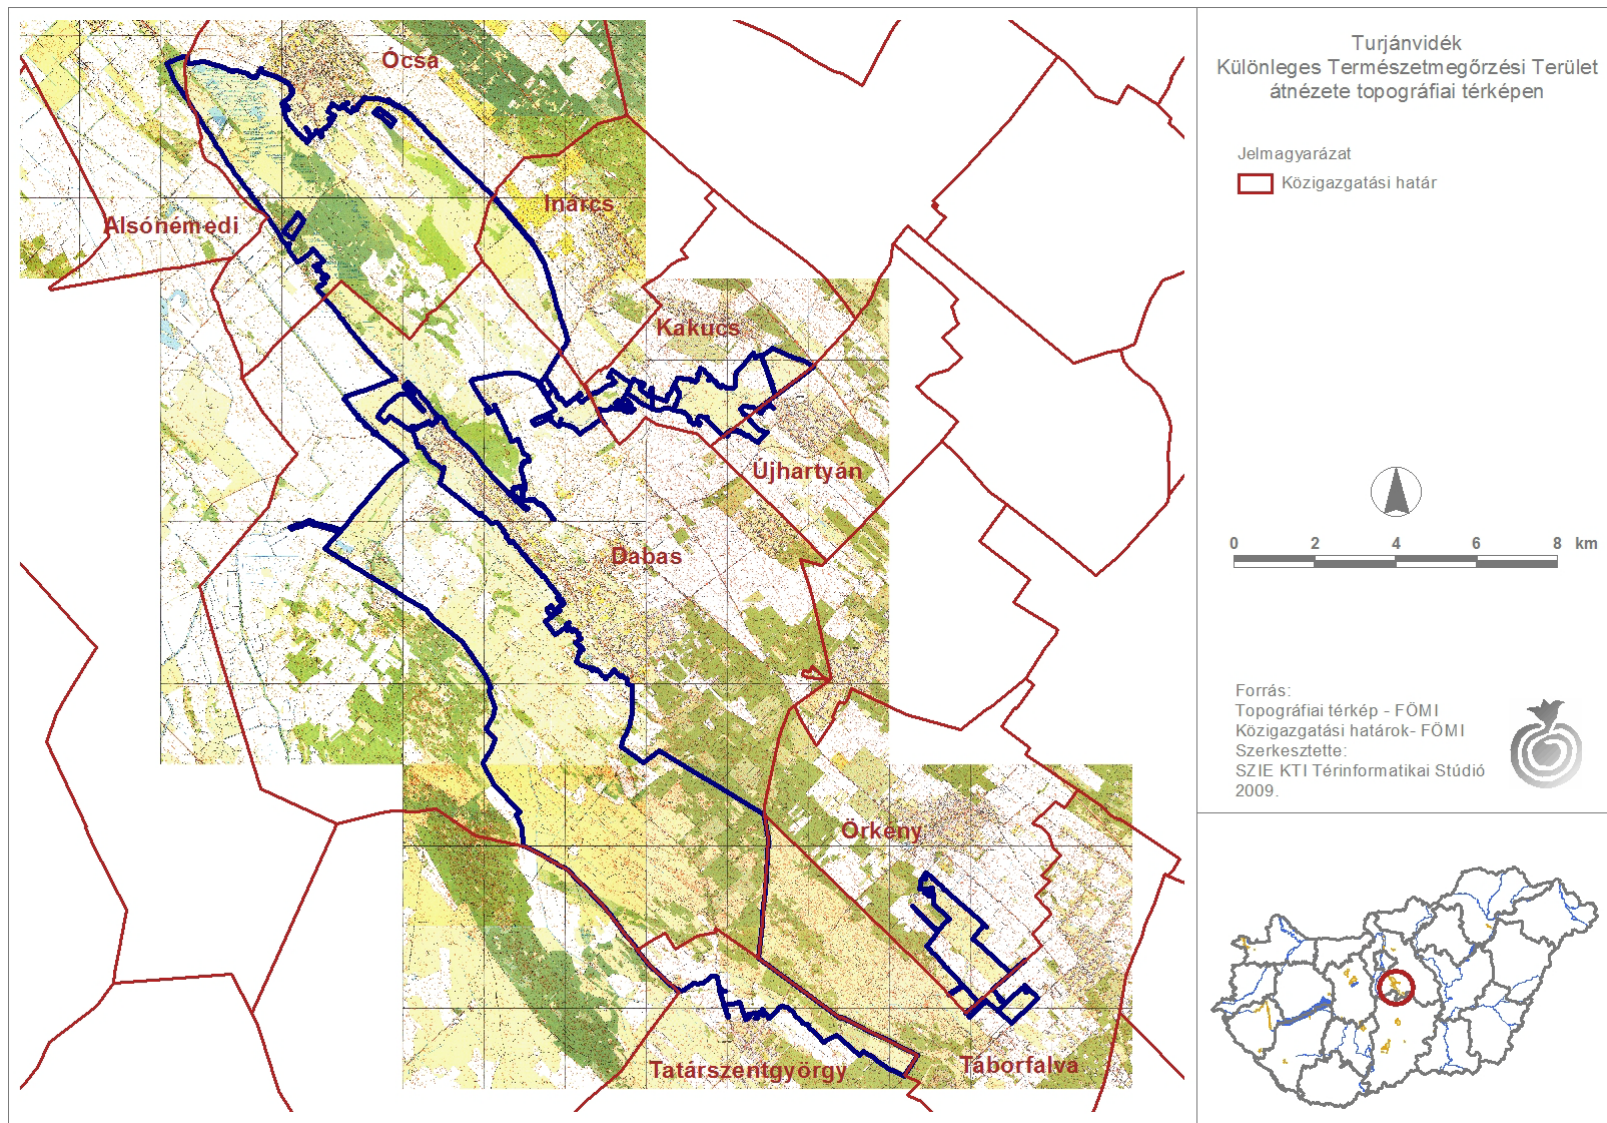 Turjánvidék
Különleges Természetmegőrzési Terület
átnézete topográfiai térképen
Jelmagyarázat
Közigazgatási határ
Ócsa
Alsónémedi
Inárcs
Kakucs
Újhartyán
Dabas
Örkény
Tatárszentgyörgy
Táborfalva
0 2 4 6 8 km
Forrás:
Topográfiai térkép - FÖMI
Közigazgatási határok- FÖMI
Szerkesztette:
SZIE KTI Térinformatikai Stúdió
2009.